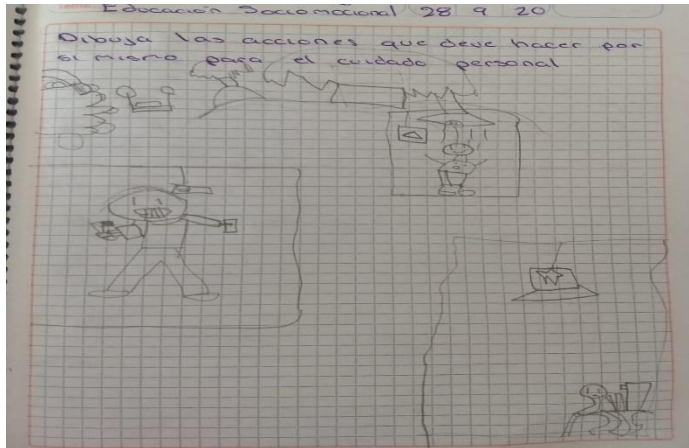 Educación Socioemocional 28 9 20
Dibuja las acciones que deve hacer por
si mismo para el cuidado personal